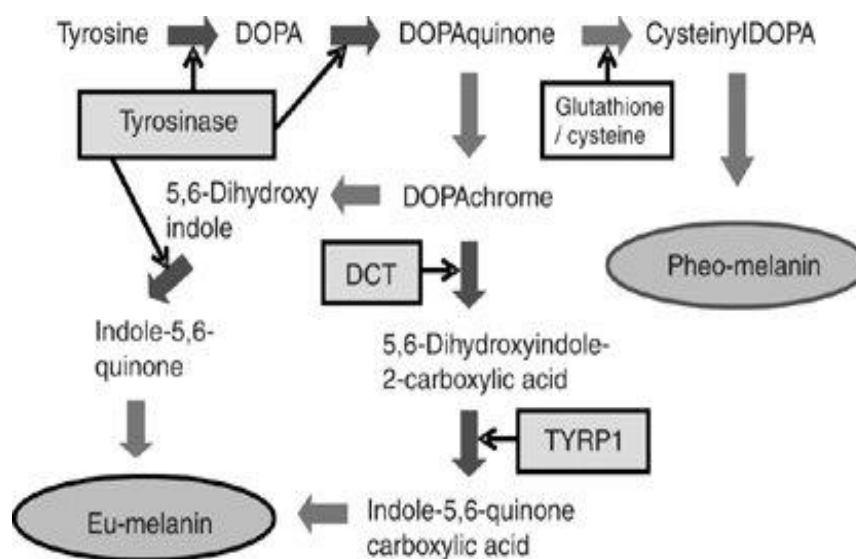 Tyrosine
DOPA
DOPAquinone
CysteinylDOPA
Tyrosinase
Glutathione
/ cysteine
5,6-Dihydroxy
indole
DOPAchrome
DCT
Pheo-melanin
Indole-5,6-
quinone
5,6-Dihydroxyindole-
2-carboxylic acid
TYRP1
Eu-melanin
Indole-5,6-quinone
carboxylic acid